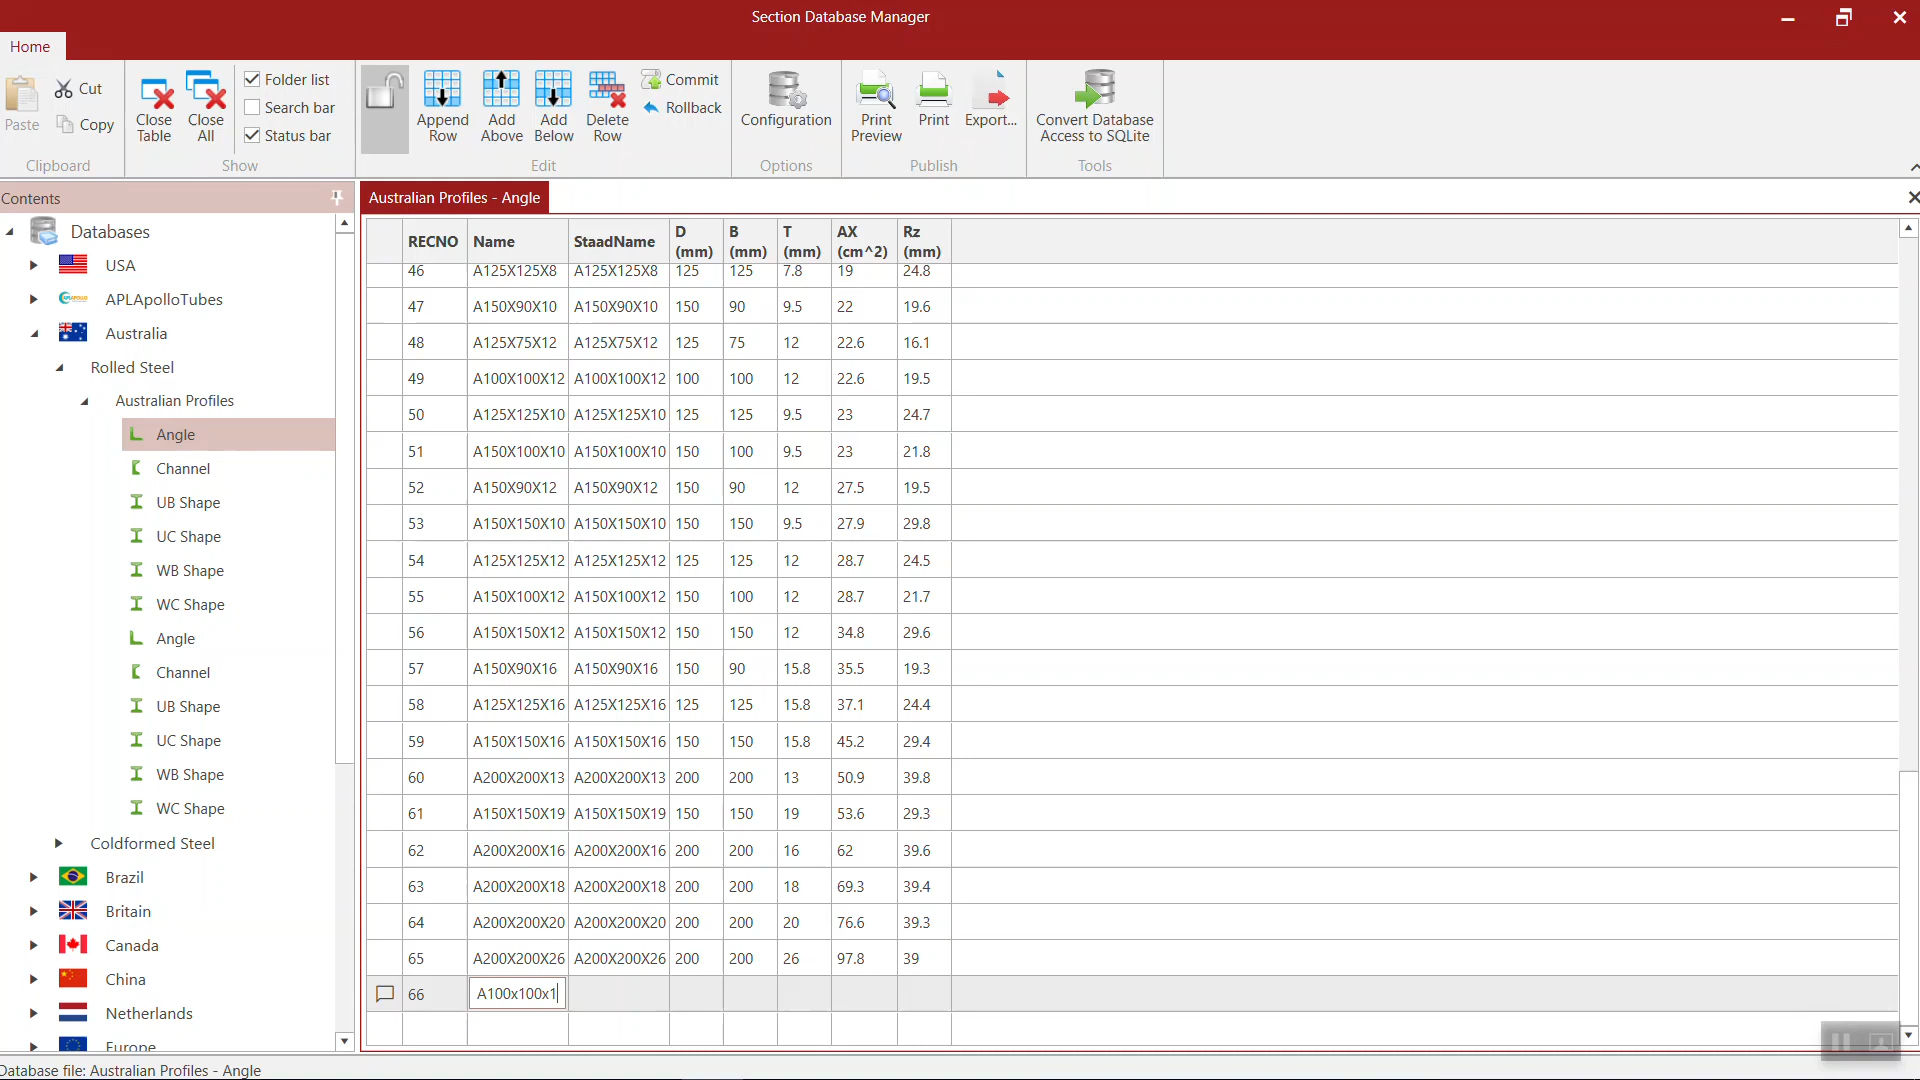 Section Database Manager
Home
Paste
Cut
Copy
Clipboard
Close Table
Close All
Folder list
Search bar
Status bar
Show
Append Row
Add Above
Add Below
Delete Row
Commit
Rollback
Edit
Configuration
Options
Print Preview
Print
Export...
Publish
Convert Database Access to SQLite
Tools
Contents
Databases
USA
APLApolloTubes
Australia
Rolled Steel
Australian Profiles
Angle
Channel
UB Shape
UC Shape
WB Shape
WC Shape
Angle
Channel
UB Shape
UC Shape
WB Shape
WC Shape
Coldformed Steel
Brazil
Britain
Canada
China
Netherlands
Europe
Australian Profiles - Angle
RECNO Name StaadName D (mm) B (mm) T (mm) AX (cm^2) Rz (mm)
46 A125X125X8 A125X125X8 125 125 7.8 19 24.8
47 A150X90X10 A150X90X10 150 90 9.5 22 19.6
48 A125X75X12 A125X75X12 125 75 12 22.6 16.1
49 A100X100X12 A100X100X12 100 100 12 22.6 19.5
50 A125X125X10 A125X125X10 125 125 9.5 23 24.7
51 A150X100X10 A150X100X10 150 100 9.5 23 21.8
52 A150X90X12 A150X90X12 150 90 12 27.5 19.5
53 A150X150X10 A150X150X10 150 150 9.5 27.9 29.8
54 A125X125X12 A125X125X12 125 125 12 28.7 24.5
55 A150X100X12 A150X100X12 150 100 12 28.7 21.7
56 A150X150X12 A150X150X12 150 150 12 34.8 29.6
57 A150X90X16 A150X90X16 150 90 15.8 35.5 19.3
58 A125X125X16 A125X125X16 125 125 15.8 37.1 24.4
59 A150X150X16 A150X150X16 150 150 15.8 45.2 29.4
60 A200X200X13 A200X200X13 200 200 13 50.9 39.8
61 A150X150X19 A150X150X19 150 150 19 53.6 29.3
62 A200X200X16 A200X200X16 200 200 16 62 39.6
63 A200X200X18 A200X200X18 200 200 18 69.3 39.4
64 A200X200X20 A200X200X20 200 200 20 76.6 39.3
65 A200X200X26 A200X200X26 200 200 26 97.8 39
66 A100x100x1
Database file: Australian Profiles - Angle